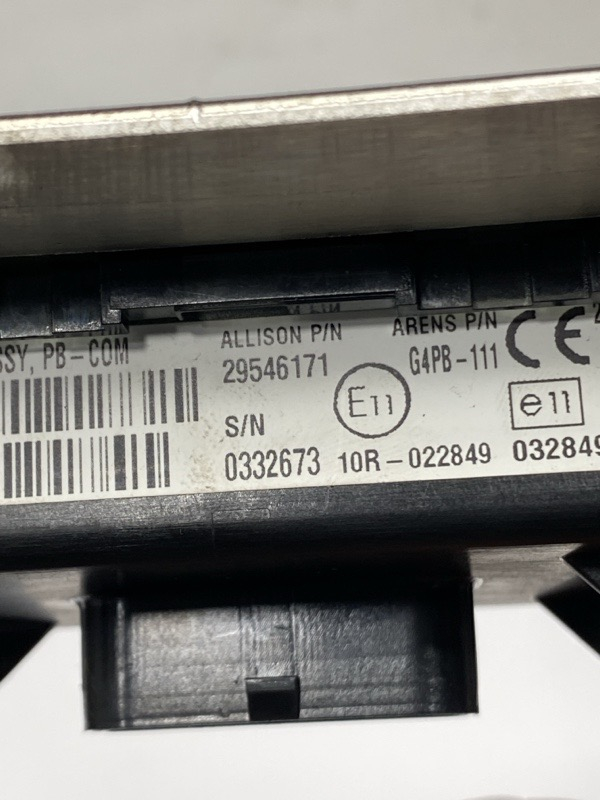 SSY, PB-COM
ALLISON P/N
29546171
ARENS P/N
G4PB-111
CE
E11
e11
S/N
0332673
10R-022849
032849